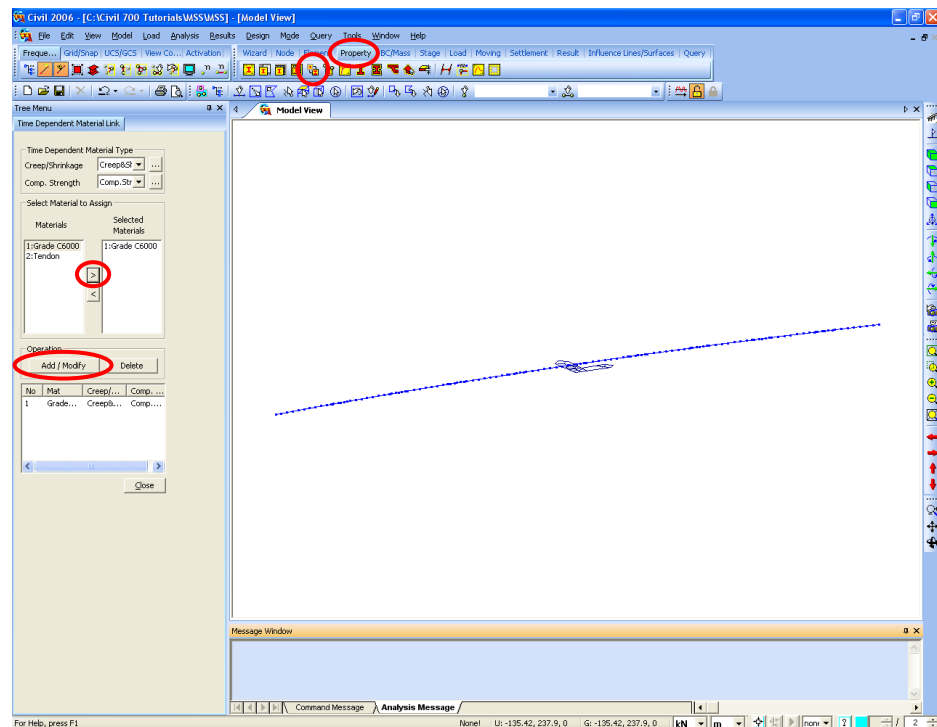 Civil 2006 - [C:\Civil 700 Tutorials\MSS\MSS] - [Model View]
File Edit View Model Load Analysis Results Design Mode Query Tools Window Help
Freque... Grid/Snap UCS/GCS View Co... Activation Wizard Node Element Property BC/Mass Stage Load Moving Settlement Result Influence Lines/Surfaces Query
Tree Menu
Model View
Time Dependent Material Link
Time Dependent Material Type
Creep/Shrinkage Creep&Sh ...
Comp. Strength Comp.Str ...
Select Material to Assign
Materials
Selected Materials
1:Grade C6000 1:Grade C6000
2:Tendon
>
<
Operation
Add / Modify Delete
No Mat Creep/... Comp. ...
1 Grade... Creep&... Comp....
Close
Message Window
Command Message Analysis Message
For Help, press F1 None! U: -135.42, 237.9, 0 G: -135.42, 237.9, 0 kN m non ? / 2